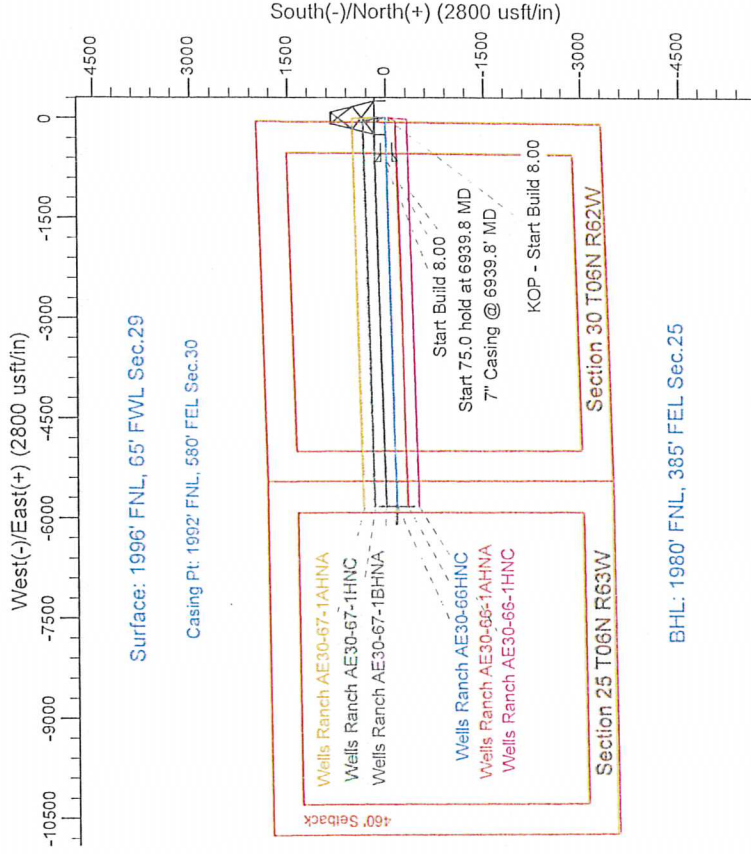 South(-)/North(+) (2800 usft/in)
-4500
-3000
1500
0
-1500
-3000
-4500
West(-)/East(+) (2800 usft/in)
0
-1500
-3000
-4500
-6000
-7500
-9000
-10500
Surface: 1996' FNL, 65' FWL Sec.29
Casing Pt: 1992' FNL, 580' FEL Sec.30
Start Build 8.00
Start 75.0 hold at 6939.8 MD
7" Casing @ 6939.8' MD
KOP - Start Build 8.00
Section 30 T06N R62W
Wells Ranch AE30-67-1AHNA
Wells Ranch AE30-67-1HNC
Wells Ranch AE30-67-1BHNA
Wells Ranch AE30-66HNC
Wells Ranch AE30-66-1AHNA
Wells Ranch AE30-66-1HNC
Section 25 T06N R63W
460' Setback
BHL: 1980' FNL, 385' FEL Sec.25